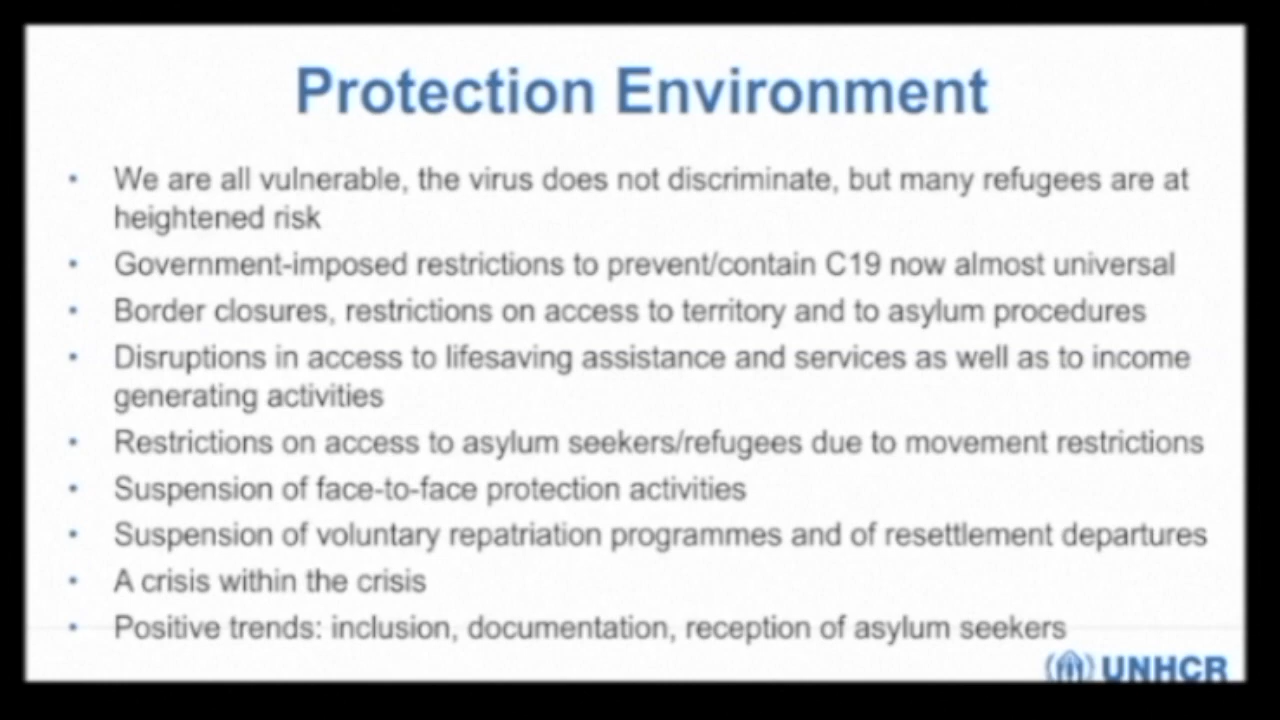 Protection Environment
• We are all vulnerable, the virus does not discriminate, but many refugees are at
heightened risk
• Government-imposed restrictions to prevent/contain C19 now almost universal
• Border closures, restrictions on access to territory and to asylum procedures
• Disruptions in access to lifesaving assistance and services as well as to income
generating activities
• Restrictions on access to asylum seekers/refugees due to movement restrictions
• Suspension of face-to-face protection activities
• Suspension of voluntary repatriation programmes and of resettlement departures
• A crisis within the crisis
• Positive trends: inclusion, documentation, reception of asylum seekers
UNHCR